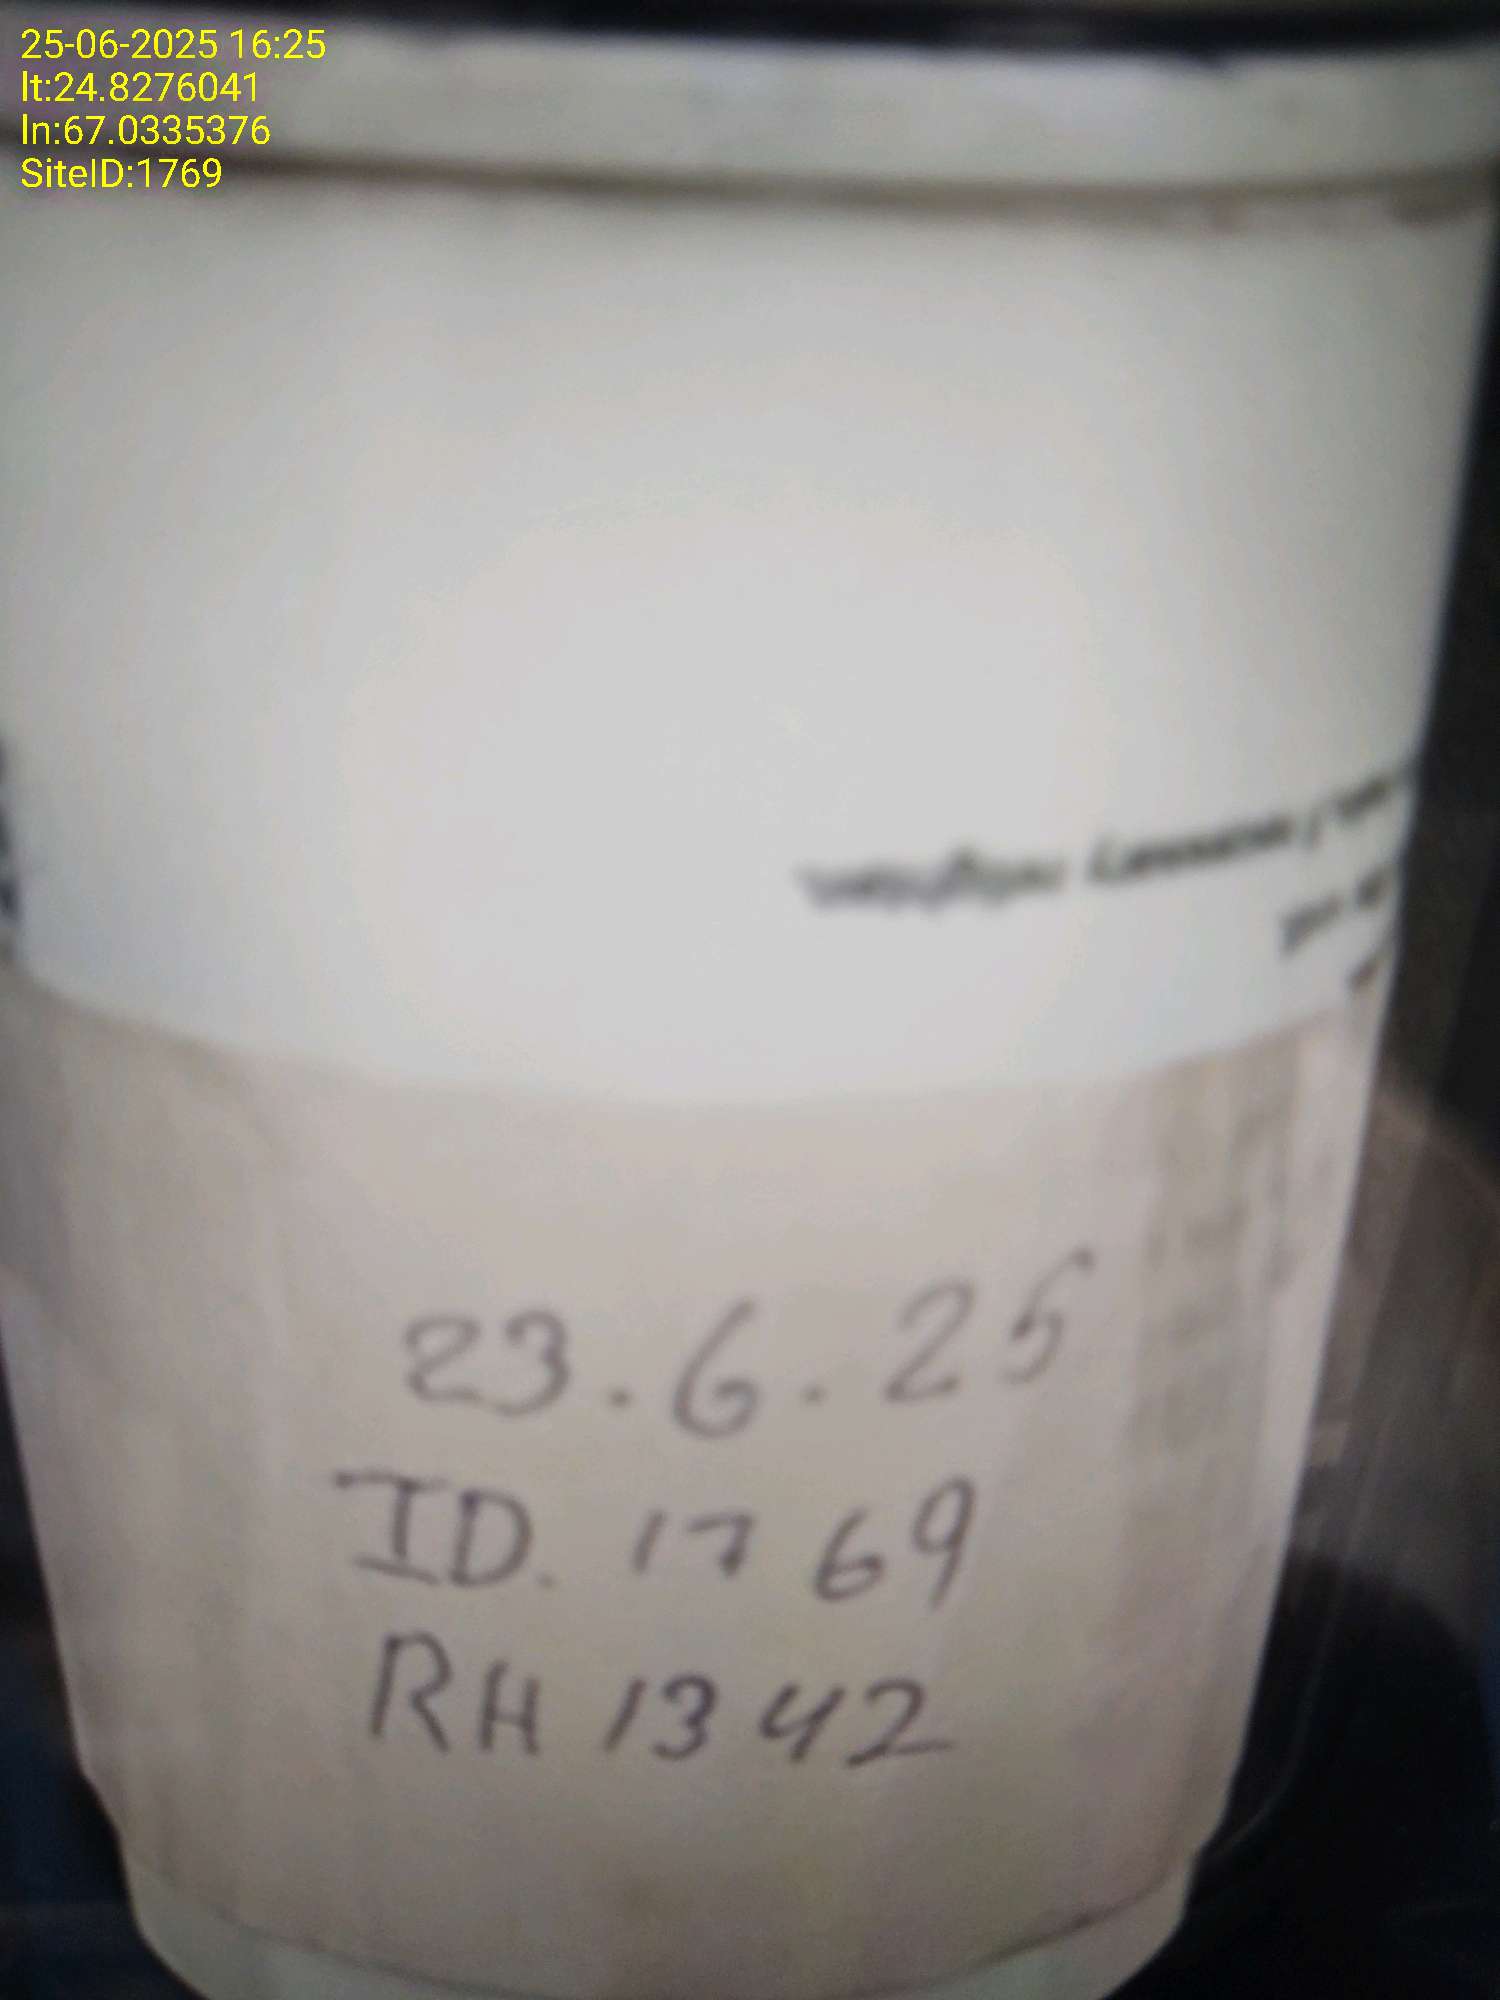 25-06-2025 16:25
lt:24.8276041
ln:67.0335376
SiteID:1769
23.6.25
ID. 1769
RH 1342